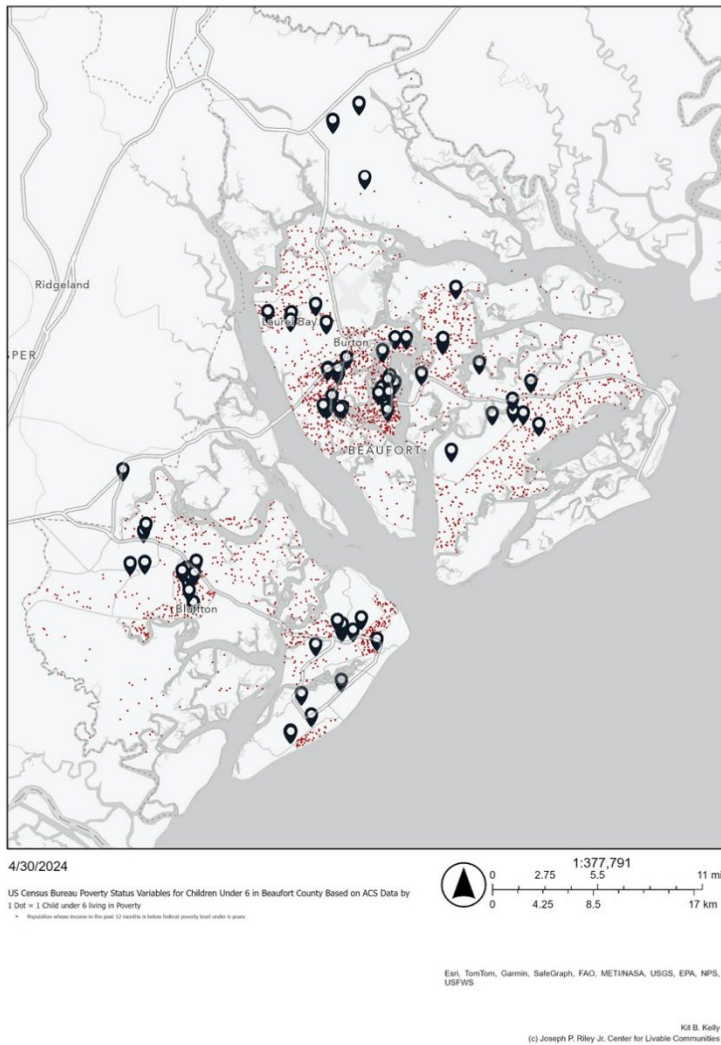 Ridgeland
SPER
Laurel Bay
Burton
BEAUFORT
Bluffton
4/30/2024
US Census Bureau Poverty Status Variables for Children Under 6 in Beaufort County Based on ACS Data by
1 Dot = 1 Child under 6 living in Poverty
Population whose income in the past 12 months is below federal poverty level under 6 years
1:377,791
0 2.75 5.5 11 mi
0 4.25 8.5 17 km
Esri, TomTom, Garmin, SafeGraph, FAO, METI/NASA, USGS, EPA, NPS,
USFWS
Kit B. Kelly
(c) Joseph P. Riley Jr. Center for Livable Communities